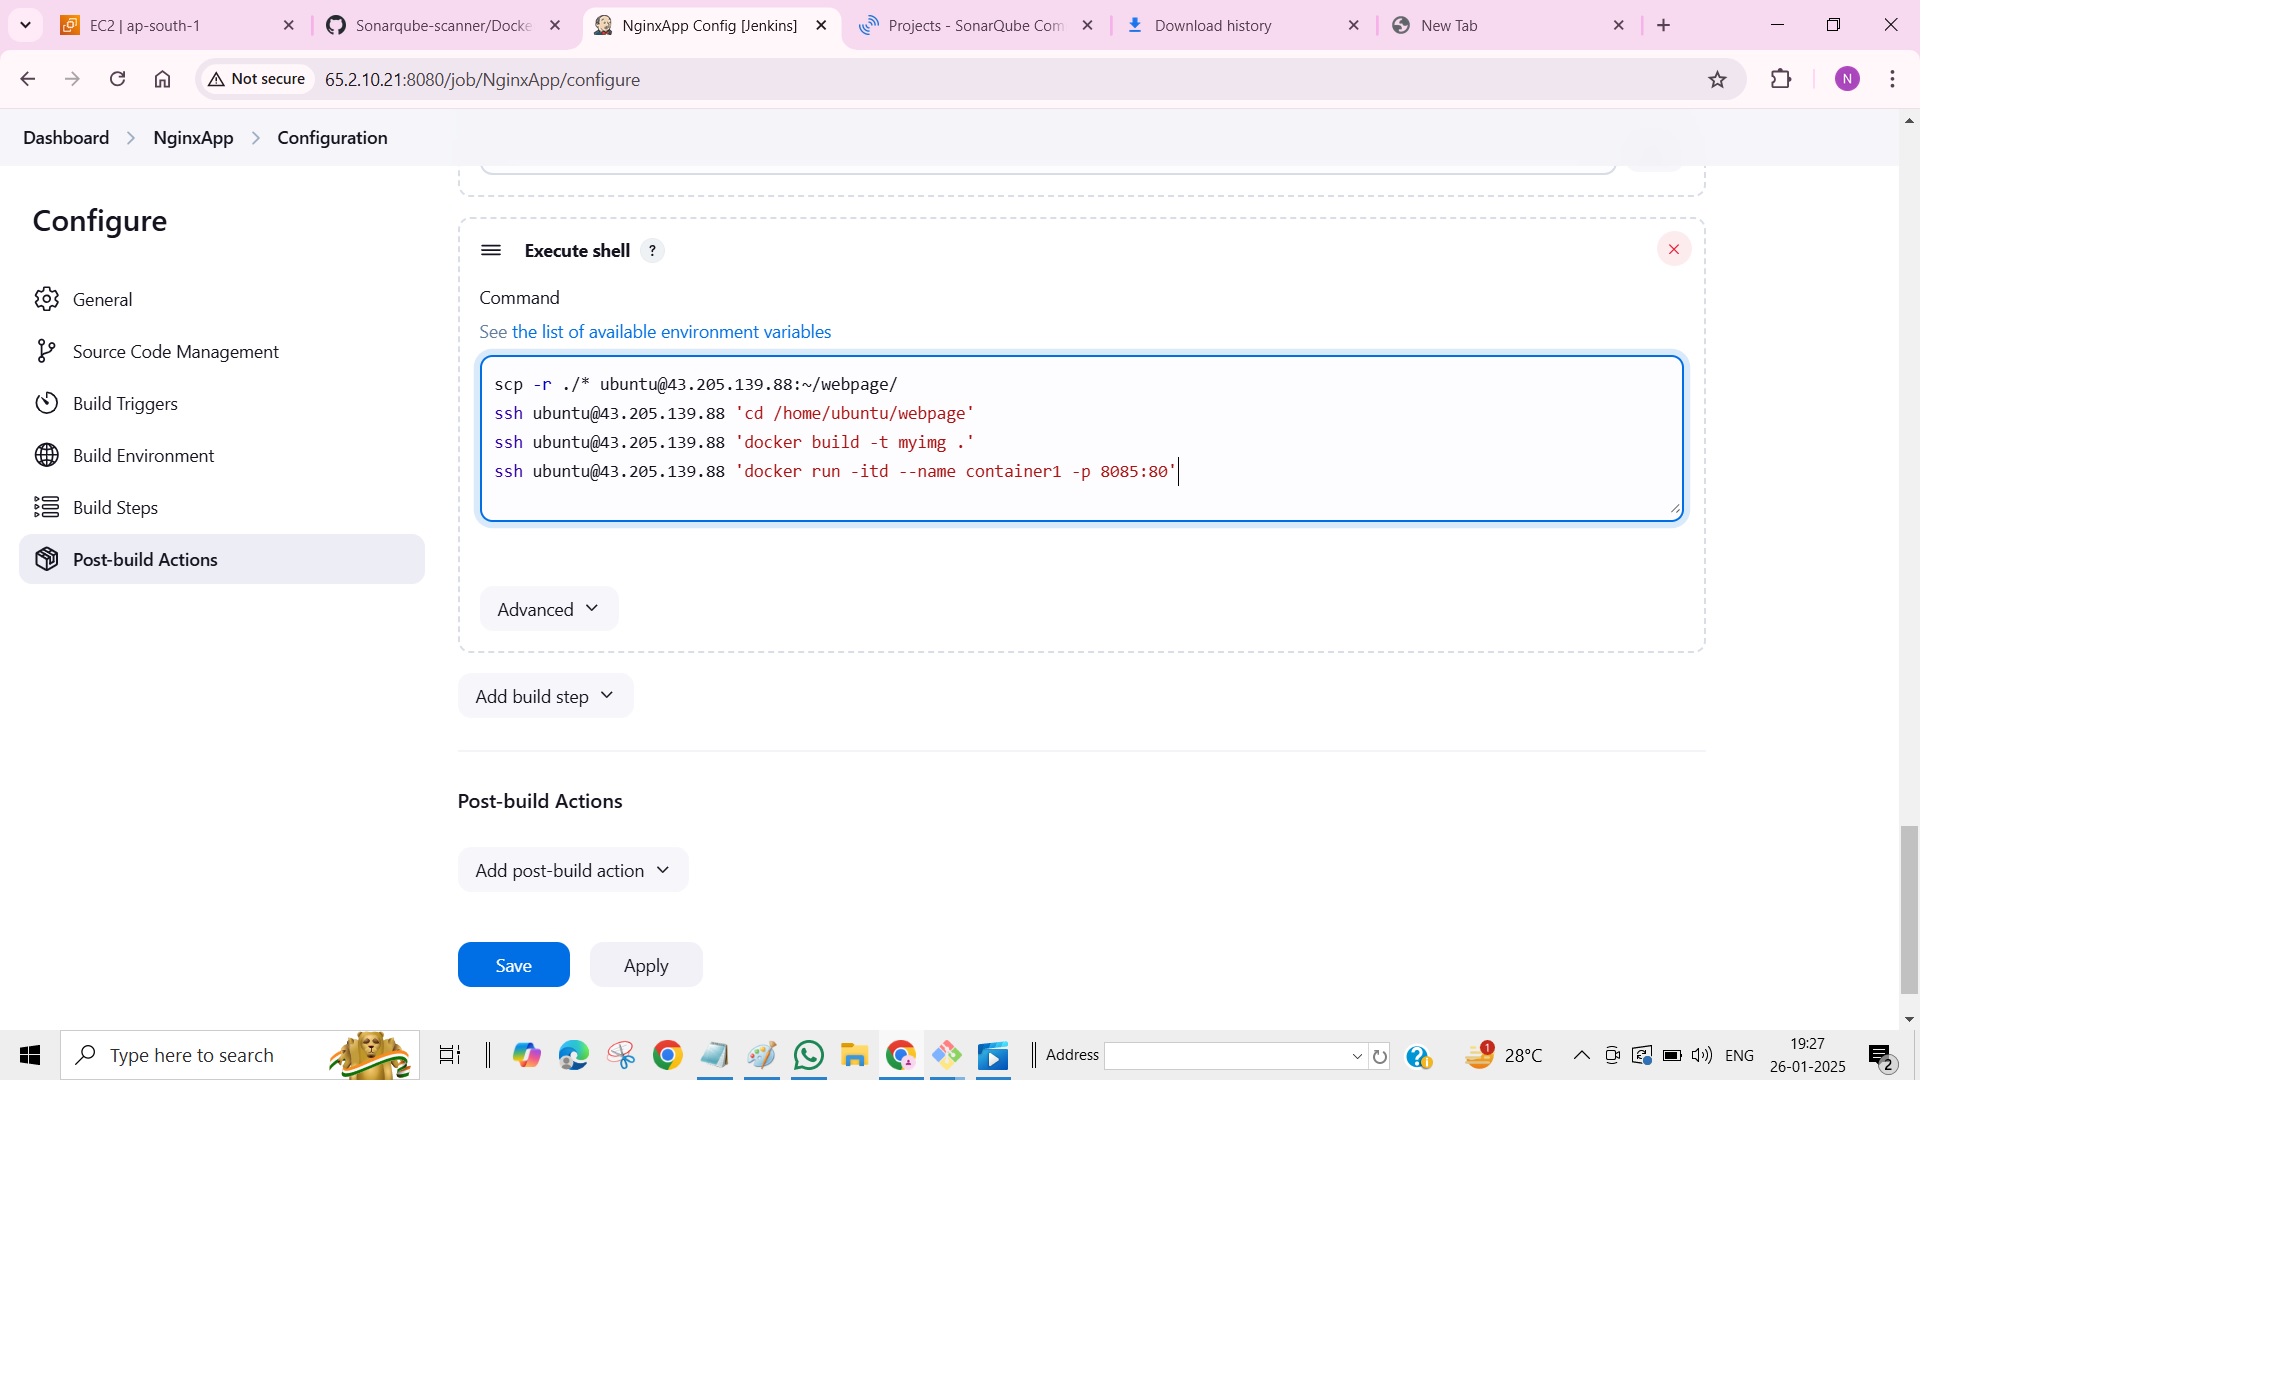 EC2 | ap-south-1
Sonarqube-scanner/Docke
NginxApp Config [Jenkins]
Projects - SonarQube Com
Download history
New Tab
Not secure
65.2.10.21:8080/job/NginxApp/configure
N
Dashboard
NginxApp
Configuration
Configure
General
Source Code Management
Build Triggers
Build Environment
Build Steps
Post-build Actions
Execute shell ?
Command
See the list of available environment variables
scp -r ./* ubuntu@43.205.139.88:~/webpage/
ssh ubuntu@43.205.139.88 'cd /home/ubuntu/webpage'
ssh ubuntu@43.205.139.88 'docker build -t myimg .'
ssh ubuntu@43.205.139.88 'docker run -itd --name container1 -p 8085:80'
Advanced
Add build step
Post-build Actions
Add post-build action
Save
Apply
Type here to search
Address
1
28°C
ENG
19:27
26-01-2025
2